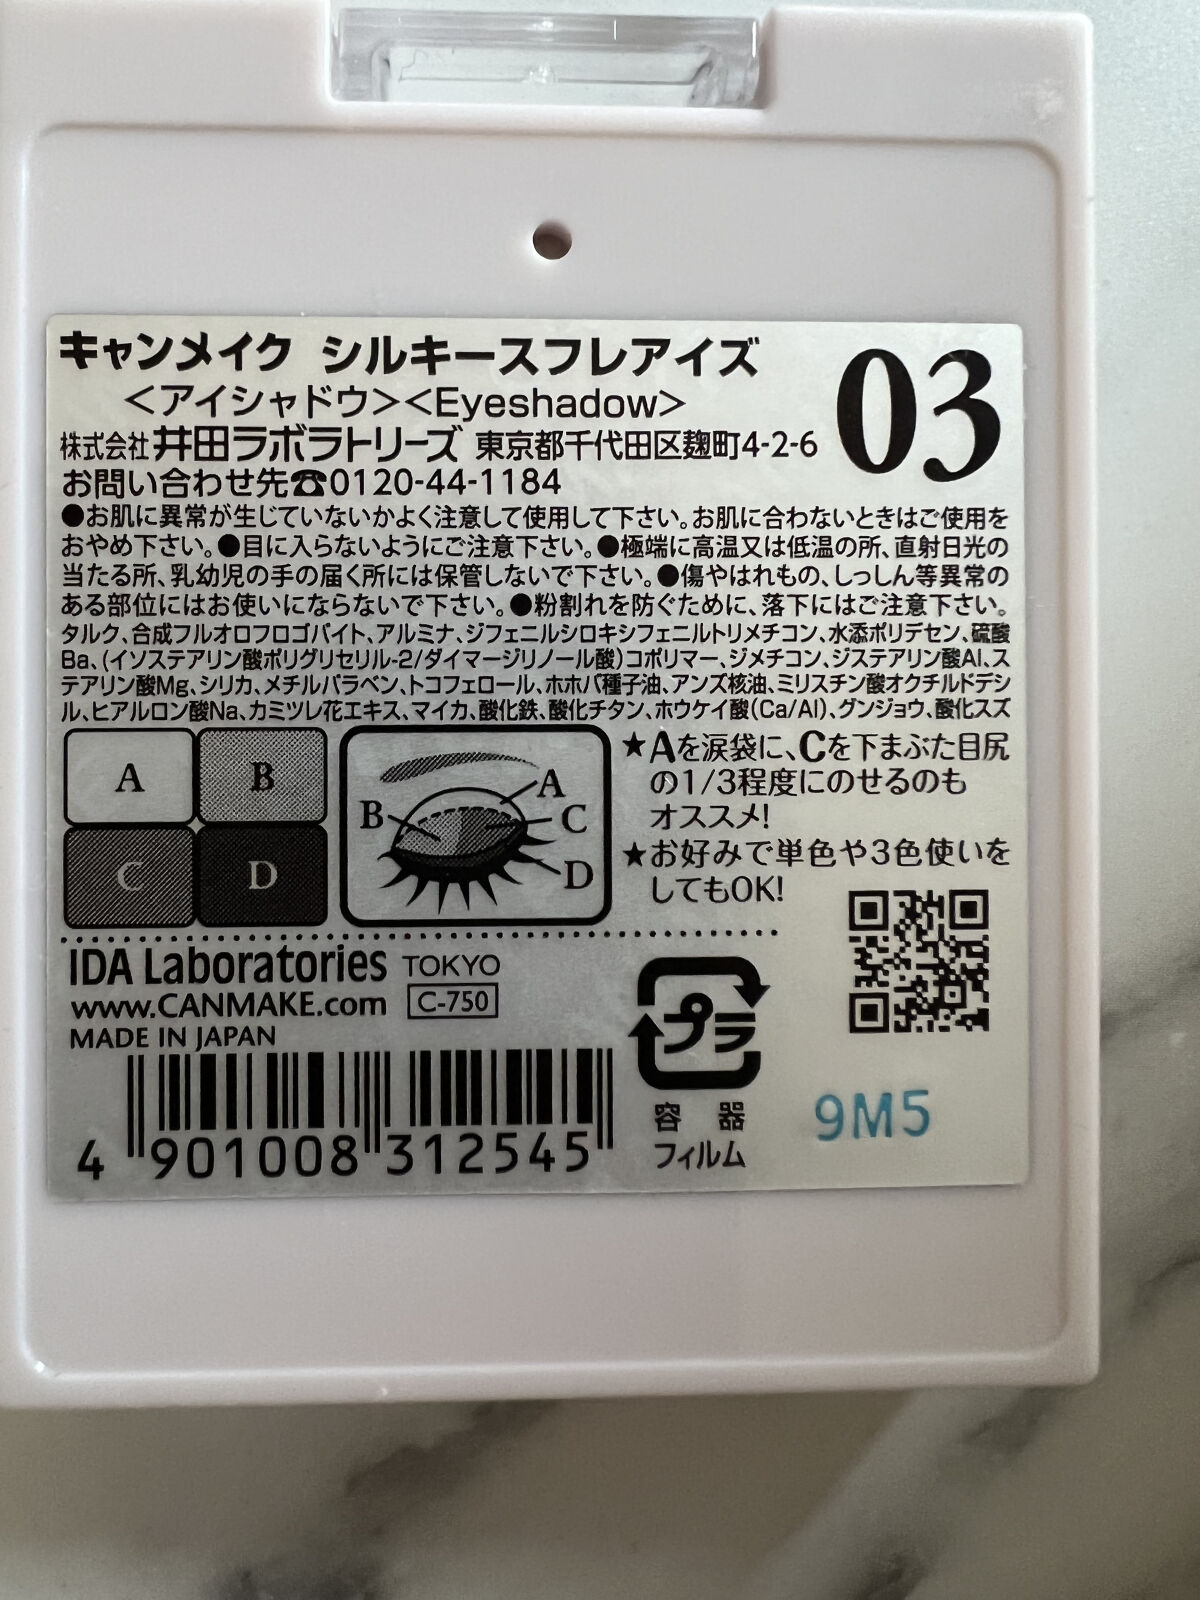 キャンメイク シルキースフレアイズ
03
<アイシャドウ><Eyeshadow>
株式会社 井田ラボラトリーズ 東京都千代田区麹町4-2-6
お問い合わせ先☎0120-44-1184
●お肌に異常が生じていないかよく注意して使用して下さい。お肌に合わないときはご使用を
おやめ下さい。●目に入らないようにご注意下さい。●極端に高温又は低温の所、直射日光の
当たる所、乳幼児の手の届く所には保管しないで下さい。●傷やはれもの、しっしん等異常の
ある部位にはお使いにならないで下さい。●粉割れを防ぐために、落下にはご注意下さい。
タルク、合成フルオロフロゴパイト、アルミナ、ジフェニルシロキシフェニルトリメチコン、水添ポリデセン、硫酸
Ba、(イソステアリン酸ポリグリセリル-2/ダイマージリノール酸)コポリマー、ジメチコン、ジステアリン酸Al、ス
テアリン酸Mg、シリカ、メチルパラベン、トコフェロール、ホホバ種子油、アンズ核油、ミリスチン酸オクチルドデシ
ル、ヒアルロン酸Na、カミツレ花エキス、マイカ、酸化鉄、酸化チタン、ホウケイ酸(Ca/Al)、グンジョウ、酸化スズ
A B
C D
A
B C
D
★Aを涙袋に、Cを下まぶた目尻
の1/3程度にのせるのも
オススメ!
★お好みで単色や3色使いを
してもOK!
IDA Laboratories TOKYO
www.CANMAKE.com C-750
MADE IN JAPAN
4 901008 312545
プラ
容器
フィルム
9M5